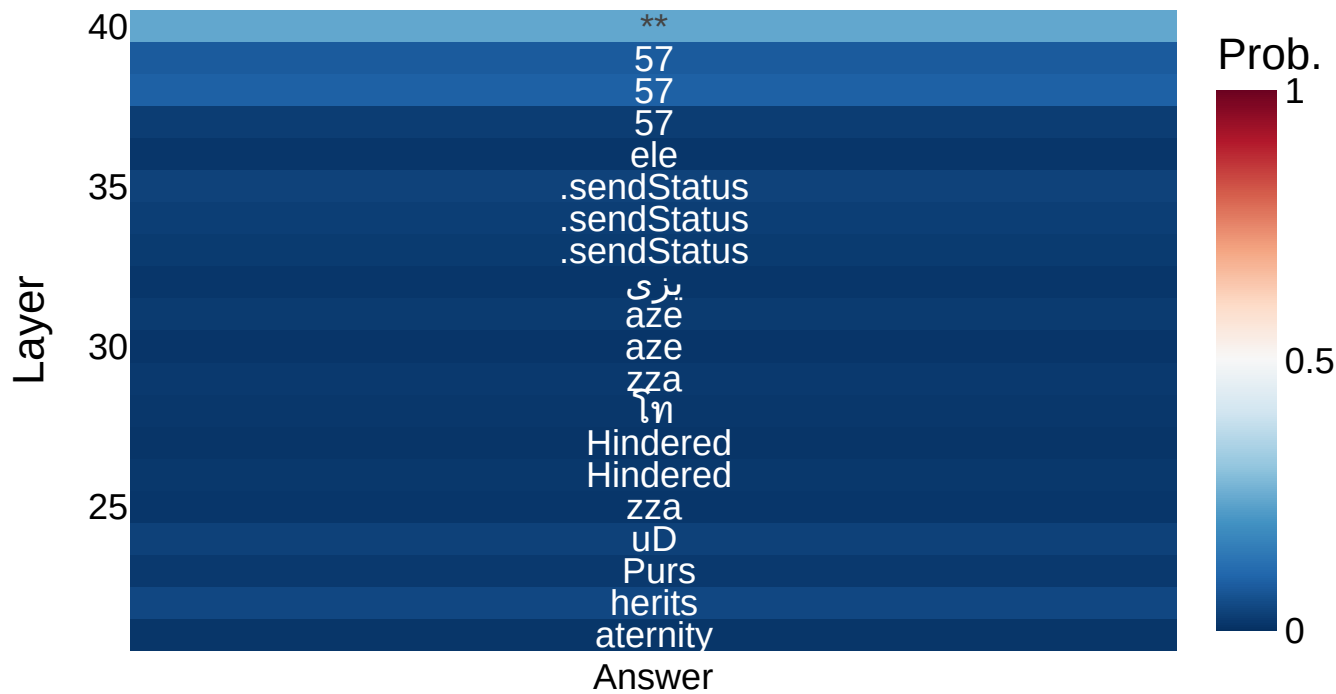 40
**
57
57
57
ele
35
.sendStatus
.sendStatus
.sendStatus
یزی
aze
30
aze
zza
โท
Hindered
Hindered
25
zza
uD
Purs
herits
aternity
Layer
Answer
Prob.
1
0.5
0